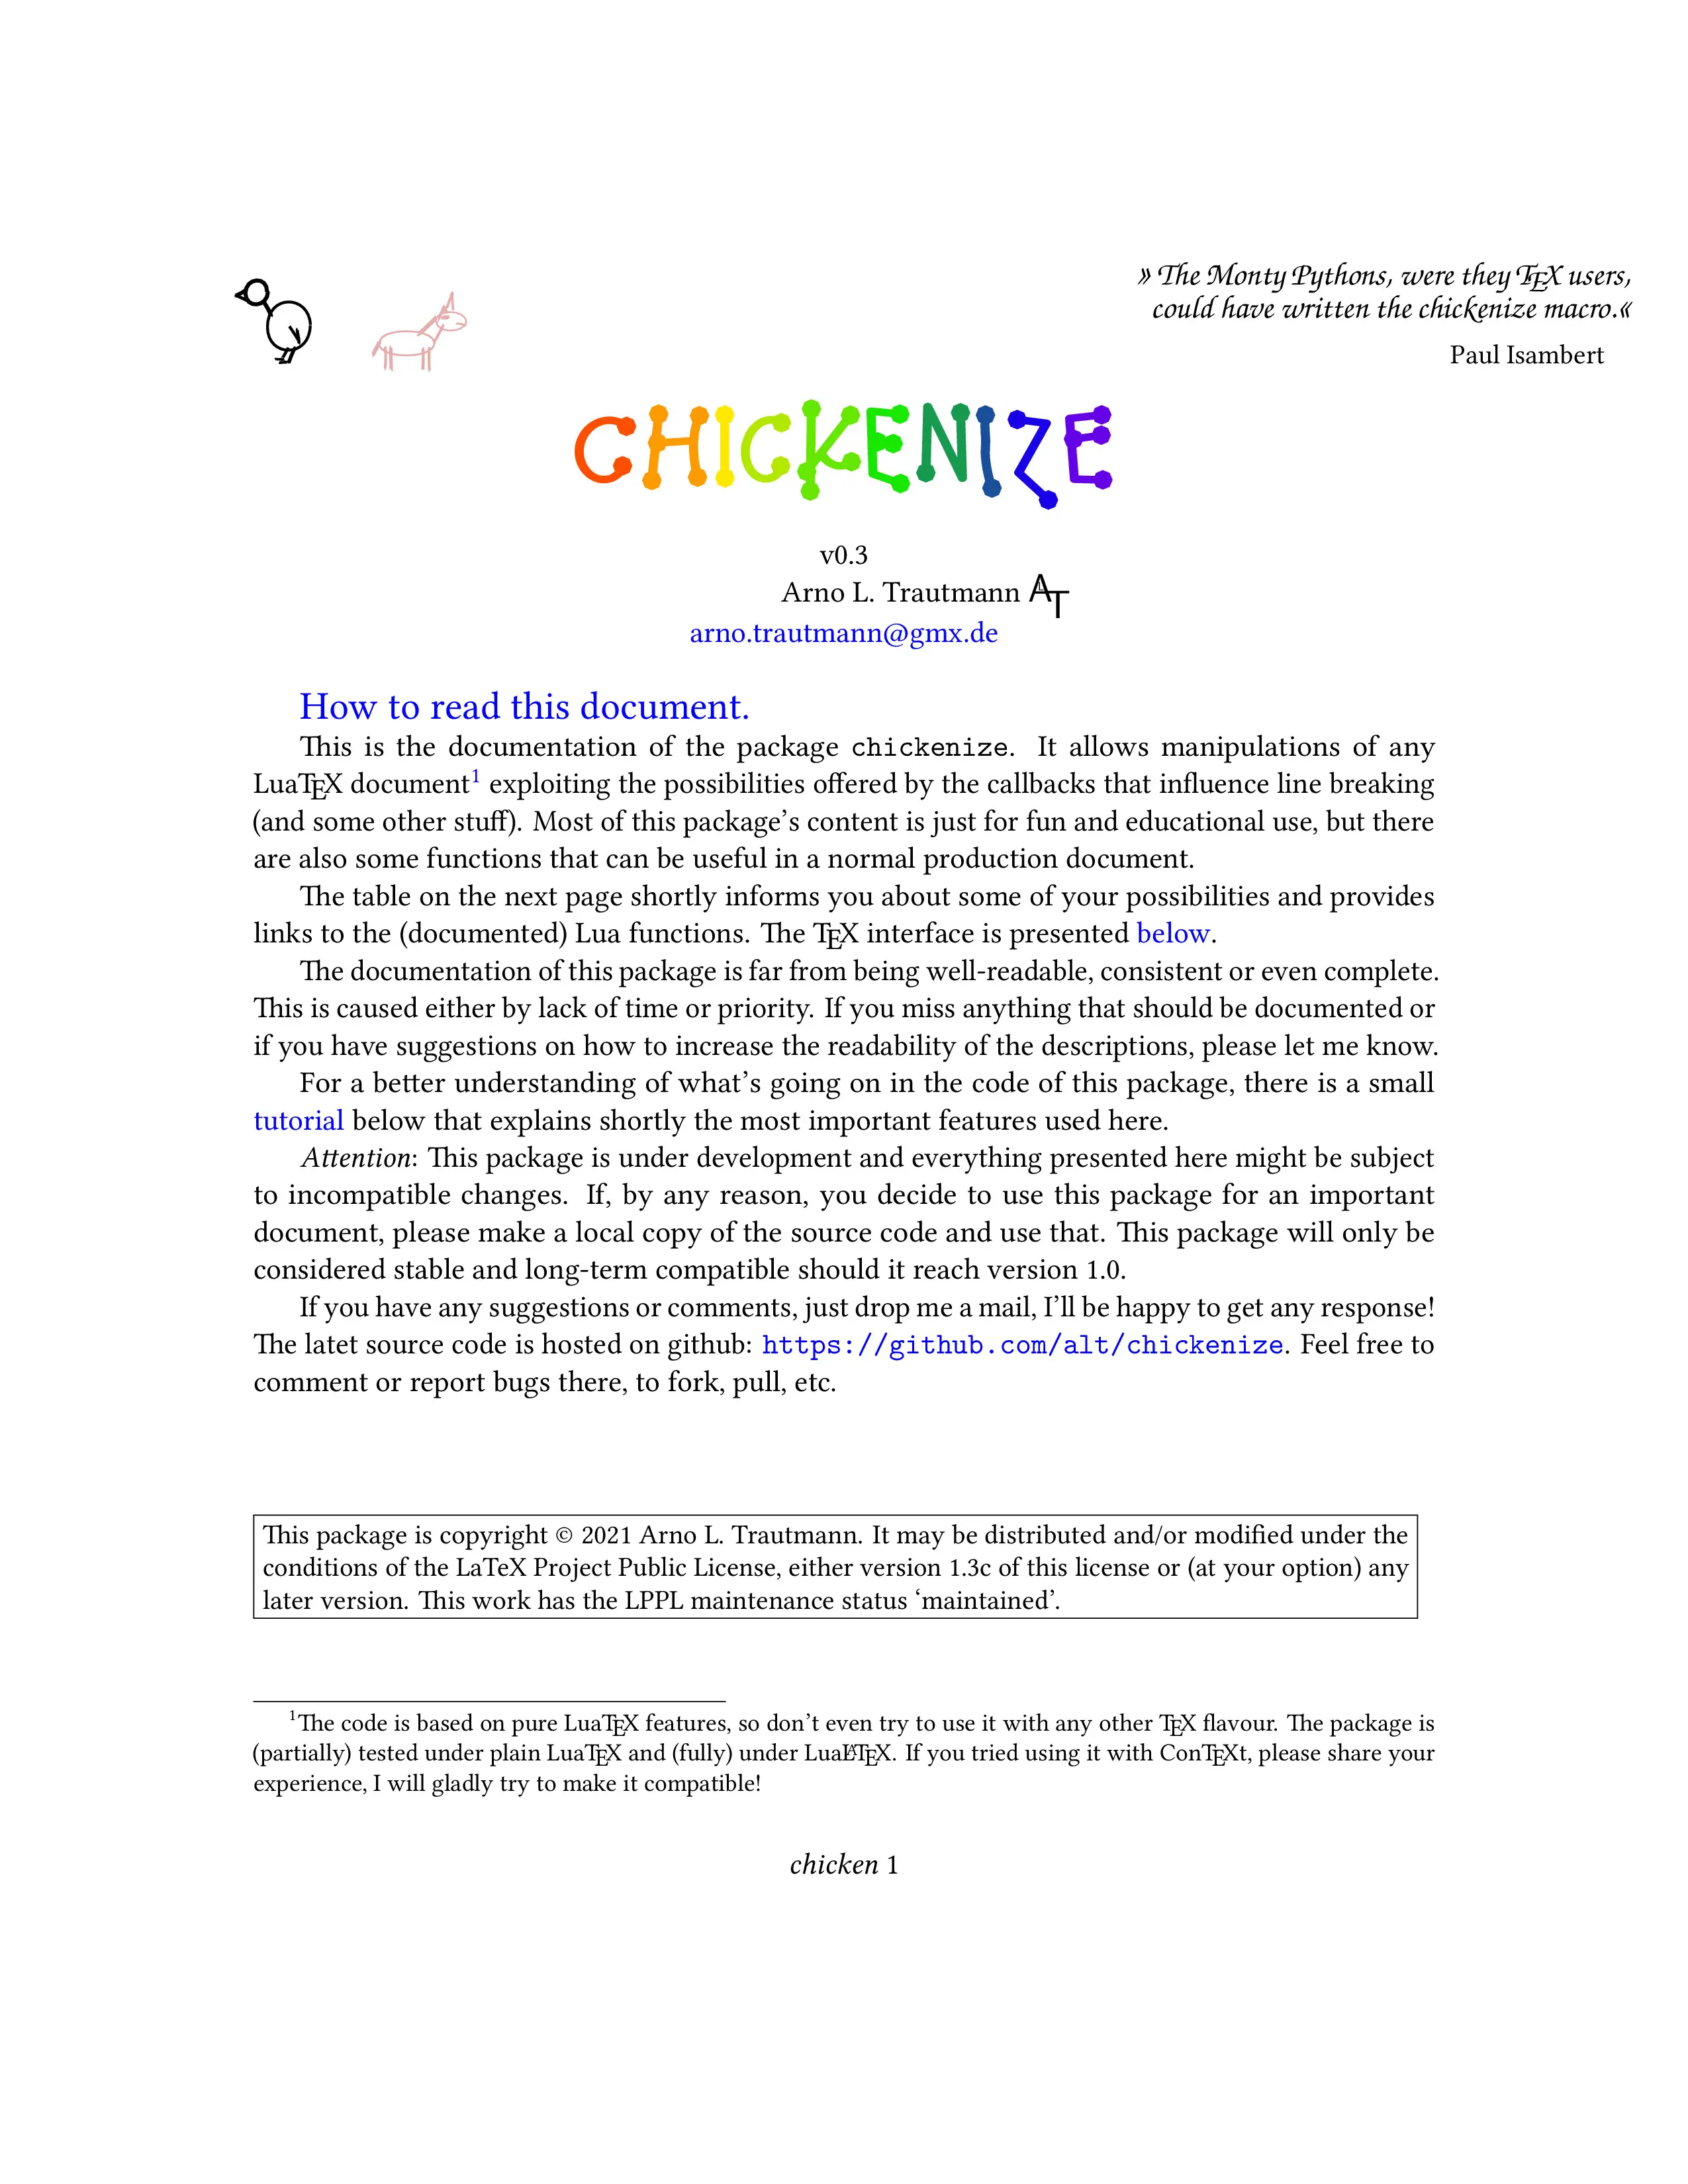 » The Monty Pythons, were they TEX users,
could have written the chickenize macro.«
Paul Isambert
CHICKENIZE
v0.3
Arno L. Trautmann ALT
arno.trautmann@gmx.de
How to read this document.
This is the documentation of the package chickenize. It allows manipulations of any
LuaTEX document1 exploiting the possibilities offered by the callbacks that influence line breaking
(and some other stuff). Most of this package’s content is just for fun and educational use, but there
are also some functions that can be useful in a normal production document.
The table on the next page shortly informs you about some of your possibilities and provides
links to the (documented) Lua functions. The TEX interface is presented below.
The documentation of this package is far from being well-readable, consistent or even complete.
This is caused either by lack of time or priority. If you miss anything that should be documented or
if you have suggestions on how to increase the readability of the descriptions, please let me know.
For a better understanding of what’s going on in the code of this package, there is a small
tutorial below that explains shortly the most important features used here.
Attention: This package is under development and everything presented here might be subject
to incompatible changes. If, by any reason, you decide to use this package for an important
document, please make a local copy of the source code and use that. This package will only be
considered stable and long-term compatible should it reach version 1.0.
If you have any suggestions or comments, just drop me a mail, I’ll be happy to get any response!
The latet source code is hosted on github: https://github.com/alt/chickenize. Feel free to
comment or report bugs there, to fork, pull, etc.
This package is copyright © 2021 Arno L. Trautmann. It may be distributed and/or modified under the
conditions of the LaTeX Project Public License, either version 1.3c of this license or (at your option) any
later version. This work has the LPPL maintenance status ‘maintained’.
1The code is based on pure LuaTEX features, so don’t even try to use it with any other TEX flavour. The package is
(partially) tested under plain LuaTEX and (fully) under LuaLATEX. If you tried using it with ConTEXt, please share your
experience, I will gladly try to make it compatible!
chicken 1